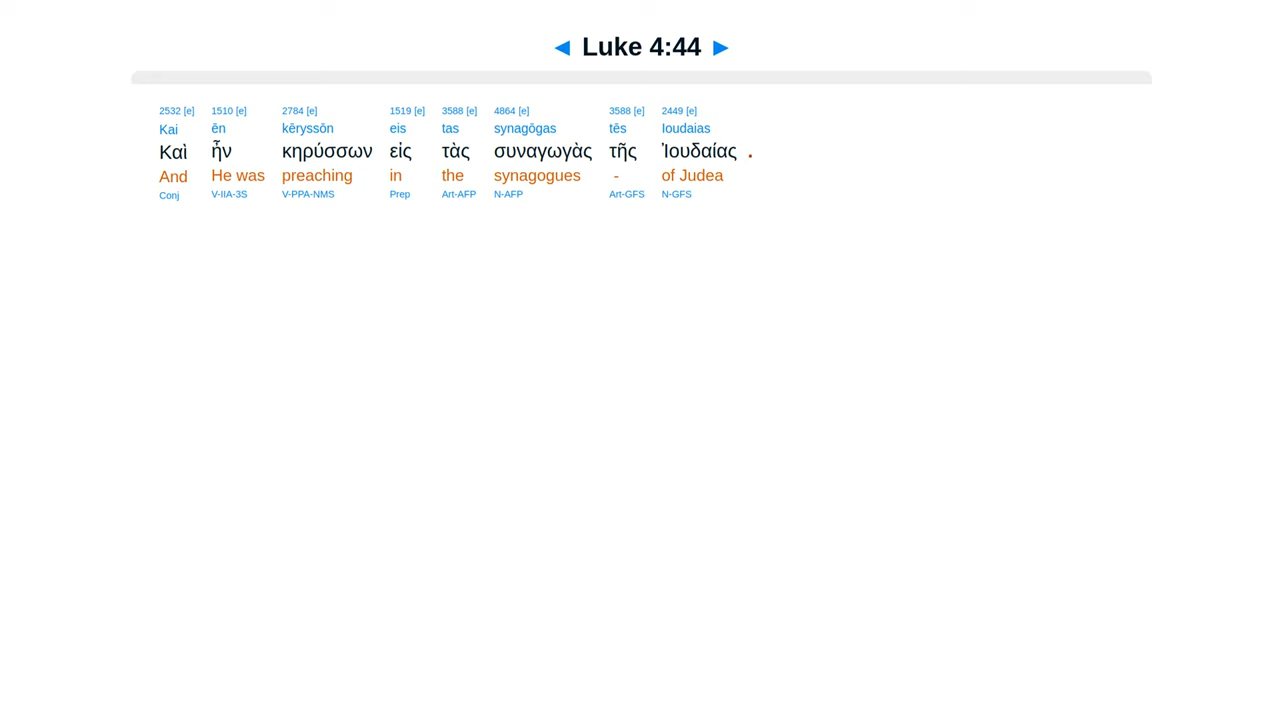 ◄ Luke 4:44 ►
2532 [e] 1510 [e] 2784 [e] 1519 [e] 3588 [e] 4864 [e] 3588 [e] 2449 [e]
Kai ēn kēryssōn eis tas synagōgas tēs Ioudaias
Καὶ ἦν κηρύσσων εἰς τὰς συναγωγὰς τῆς Ἰουδαίας .
And He was preaching in the synagogues - of Judea
Conj V-IIA-3S V-PPA-NMS Prep Art-AFP N-AFP Art-GFS N-GFS